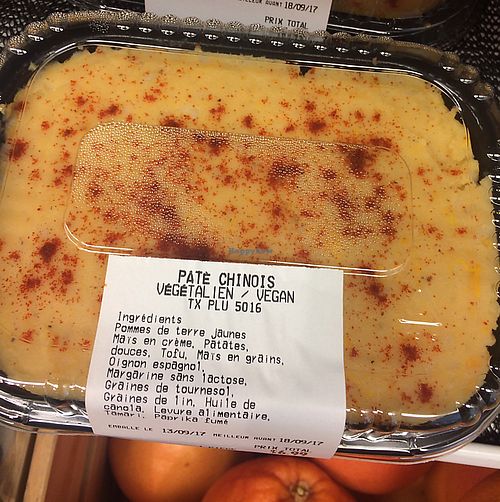 MEILLEUR AVANT 18/09/17
PRIX TOTAL
HappyCow
PATE CHINOIS
VÉGÉTALIEN / VEGAN
TX PLU 5016
Ingrédients
Pommes de terre jaunes
Maïs en crème, Patates,
douces, Tofu, Maïs en grains,
Oignon espagnol,
Margarine sans lactose,
Graines de tournesol,
Graines de lin, Huile de
canola, Levure alimentaire,
Tamari, Paprika fumé
EMBALLÉ LE 13/09/17 MEILLEUR AVANT 18/09/17
PRIX TOTAL